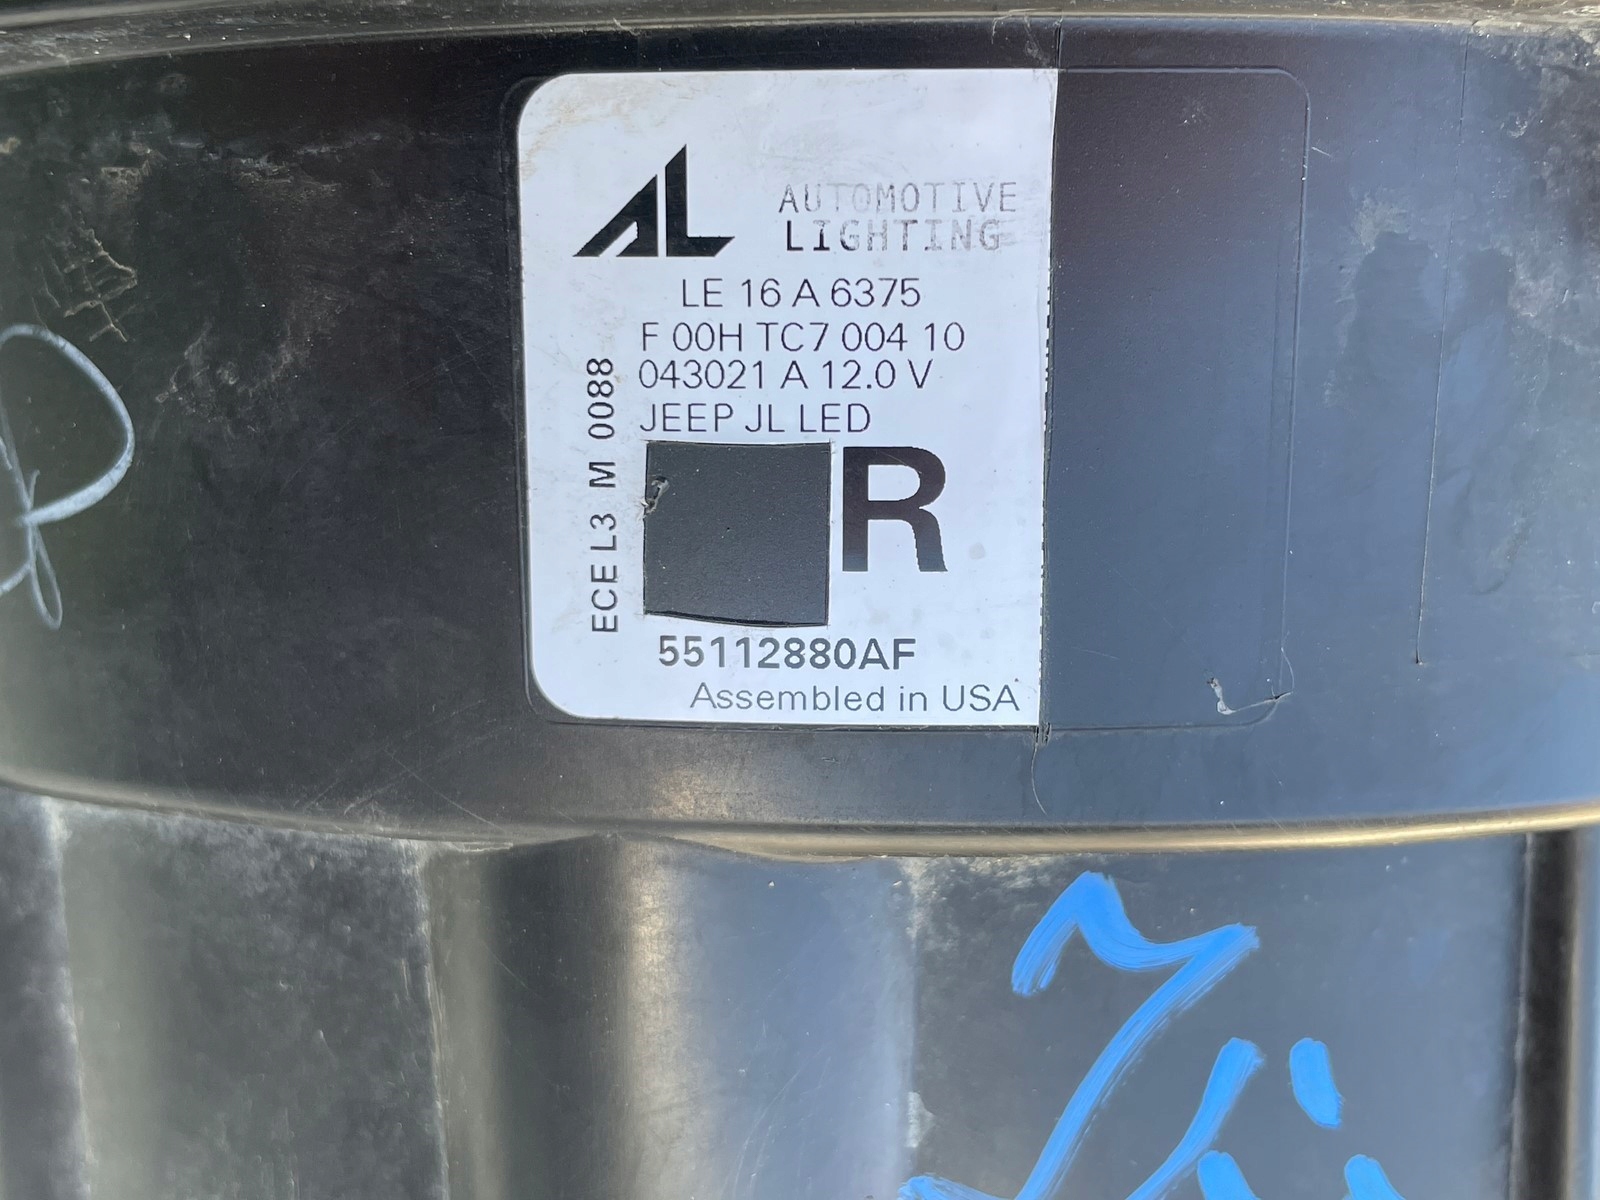 AL
AUTOMOTIVE
LIGHTING
LE 16 A 6375
F 00H TC7 004 10
043021 A 12.0 V
JEEP JL LED
ECE L3 M 0088
R
55112880AF
Assembled in USA